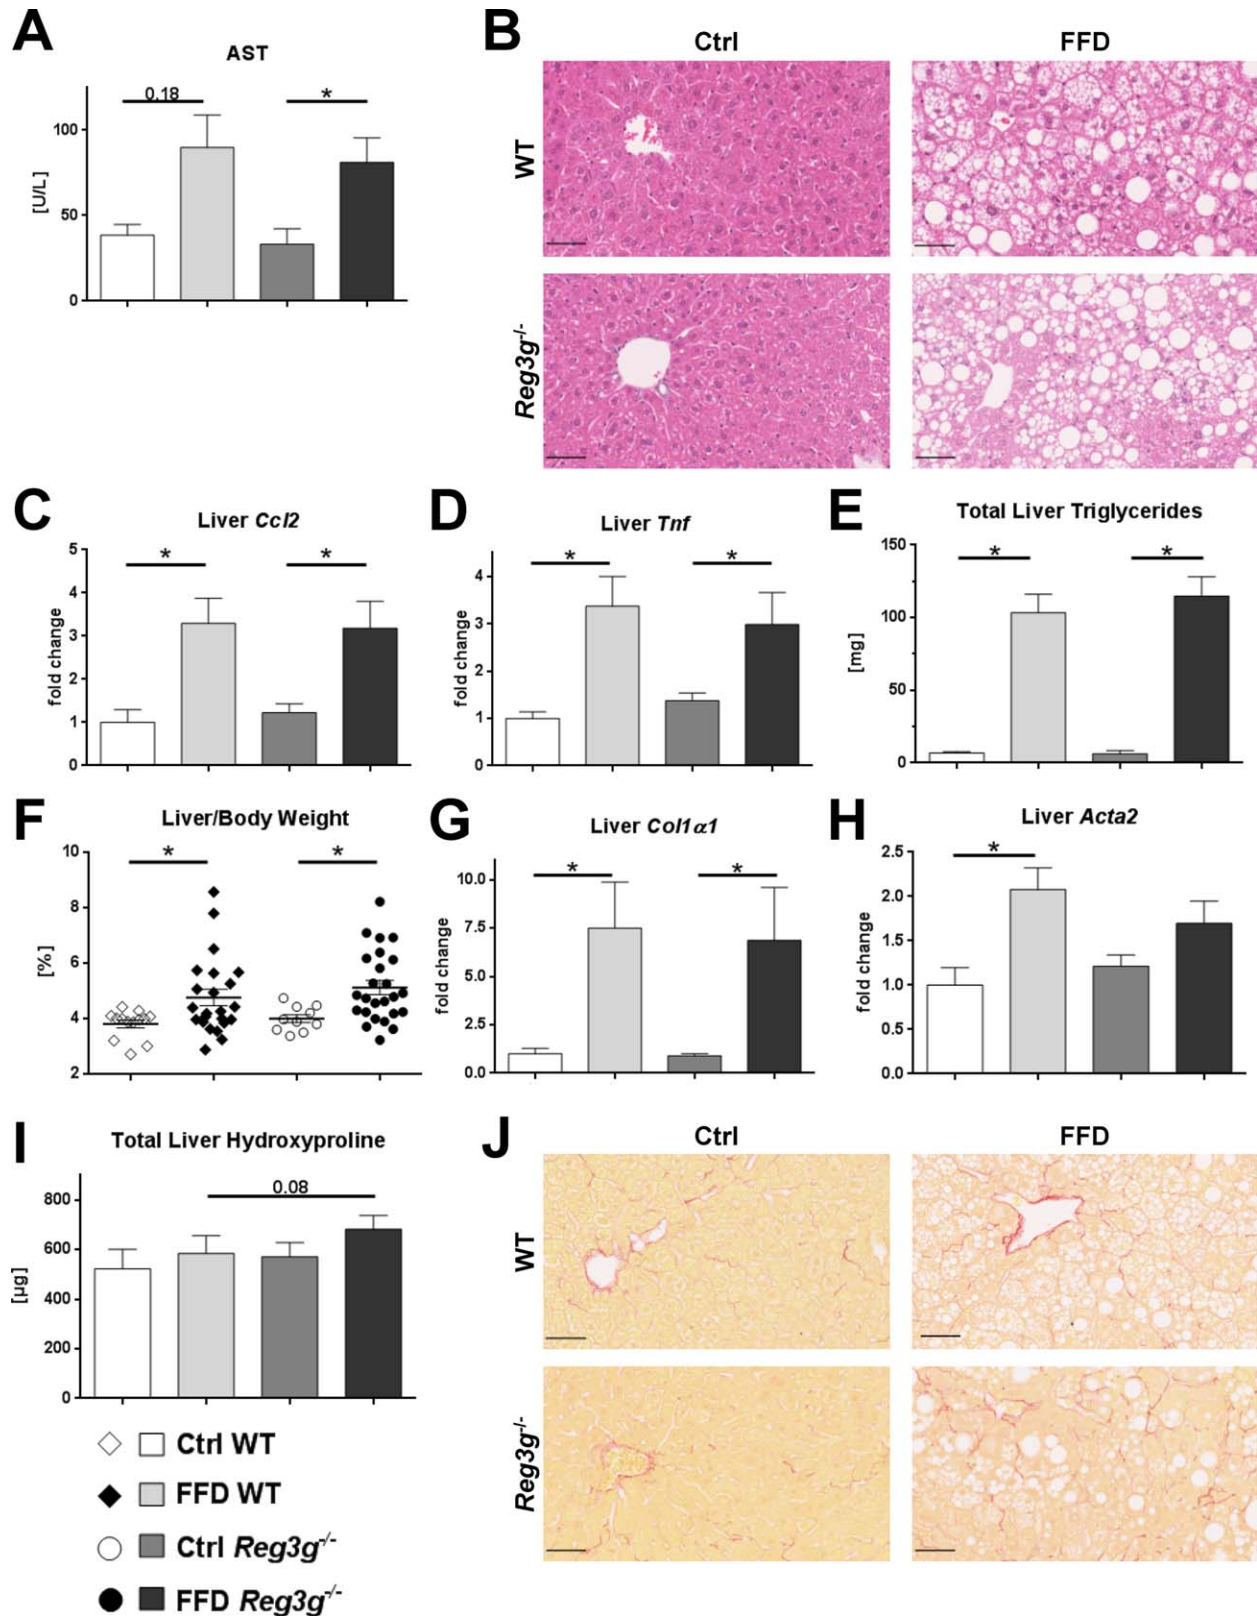 A
AST
0.18
*
100
50
0
[U/L]
B
Ctrl
FFD
WT
Reg3g-/-
C
Liver Ccl2
*
*
5
4
3
2
1
0
fold change
D
Liver Tnf
*
*
4
3
2
1
0
fold change
E
Total Liver Triglycerides
*
*
150
100
50
0
[mg]
F
Liver/Body Weight
*
*
10
8
6
4
2
[%]
G
Liver Col1α1
*
*
10.0
7.5
5.0
2.5
0.0
fold change
H
Liver Acta2
*
2.5
2.0
1.5
1.0
0.5
0.0
fold change
I
Total Liver Hydroxyproline
0.08
800
600
400
200
0
[µg]
J
Ctrl
FFD
WT
Reg3g-/-
Ctrl WT
FFD WT
Ctrl Reg3g-/-
FFD Reg3g-/-